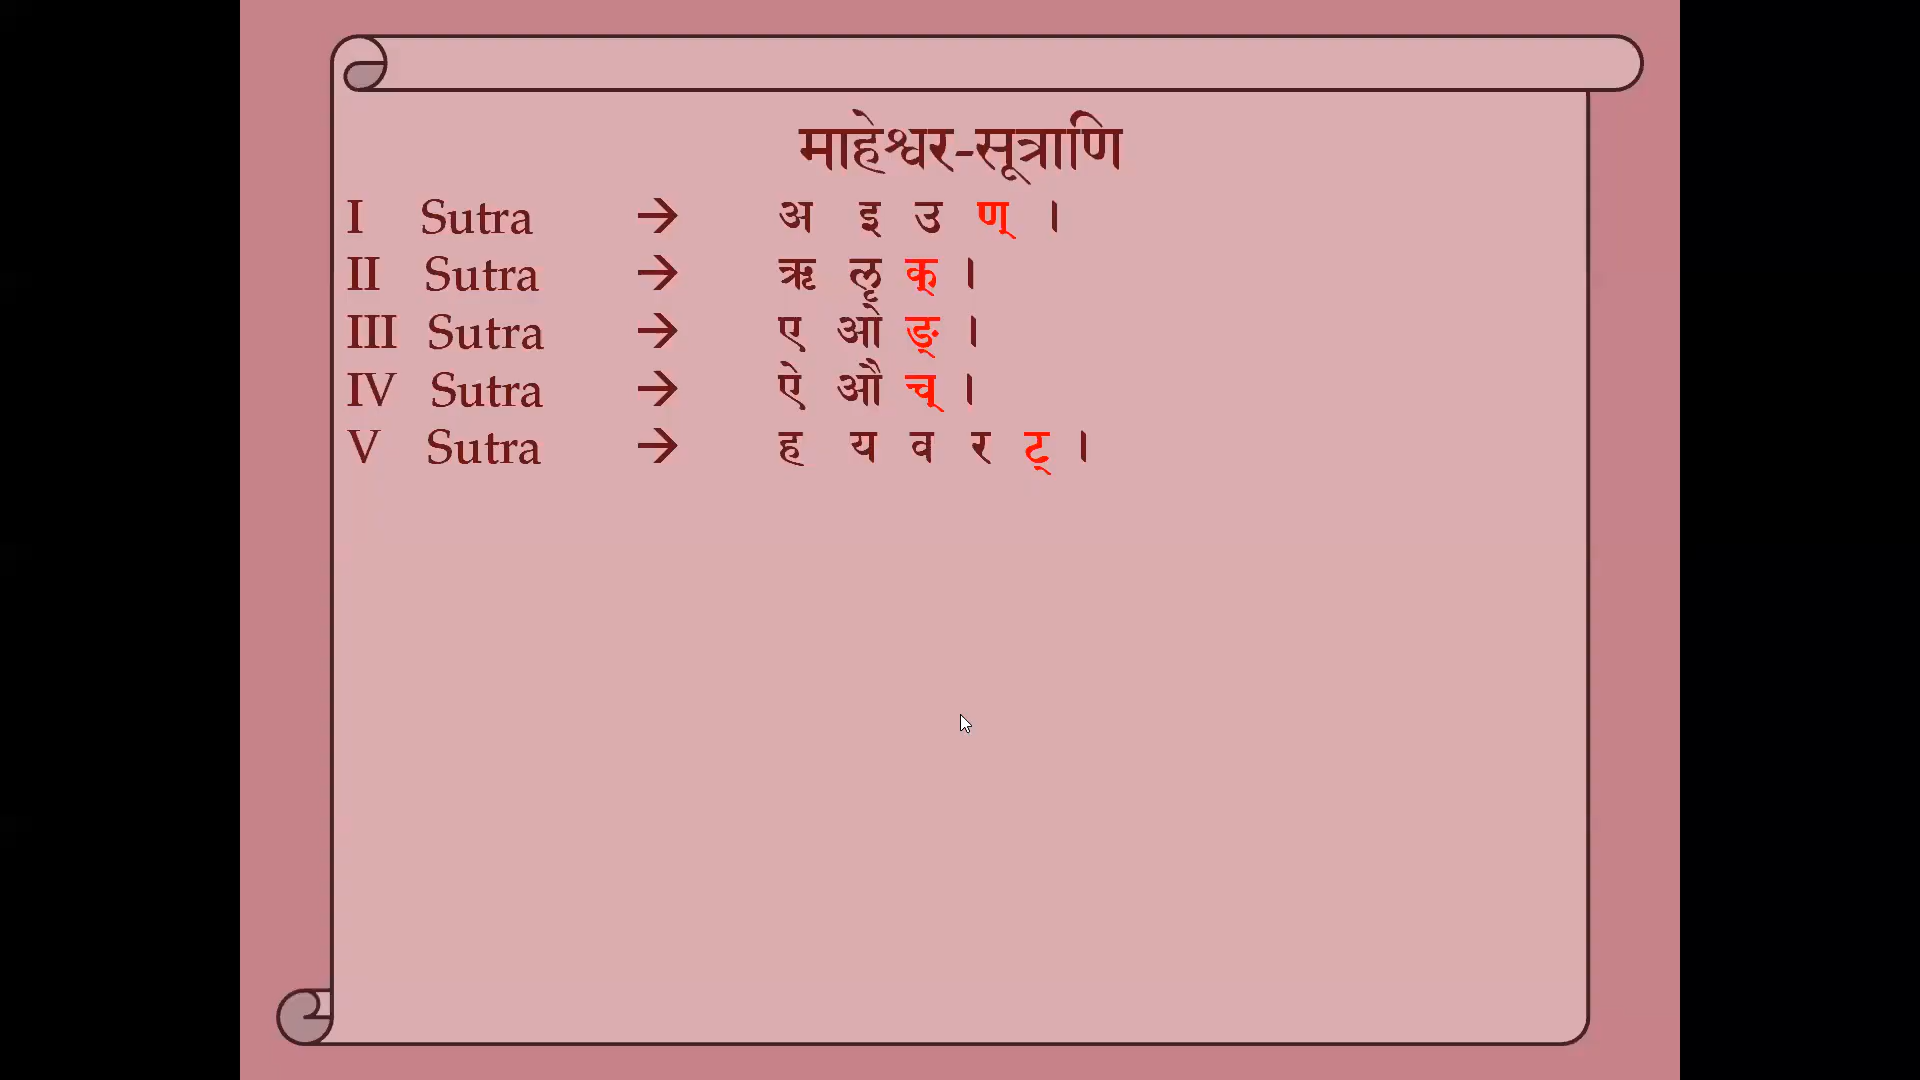 माहेश्वर-सूत्राणि
I Sutra → अ इ उ ण् ।
II Sutra → ऋ ऌ क् ।
III Sutra → ए ओ ङ् ।
IV Sutra → ऐ औ च् ।
V Sutra → ह य व र ट् ।